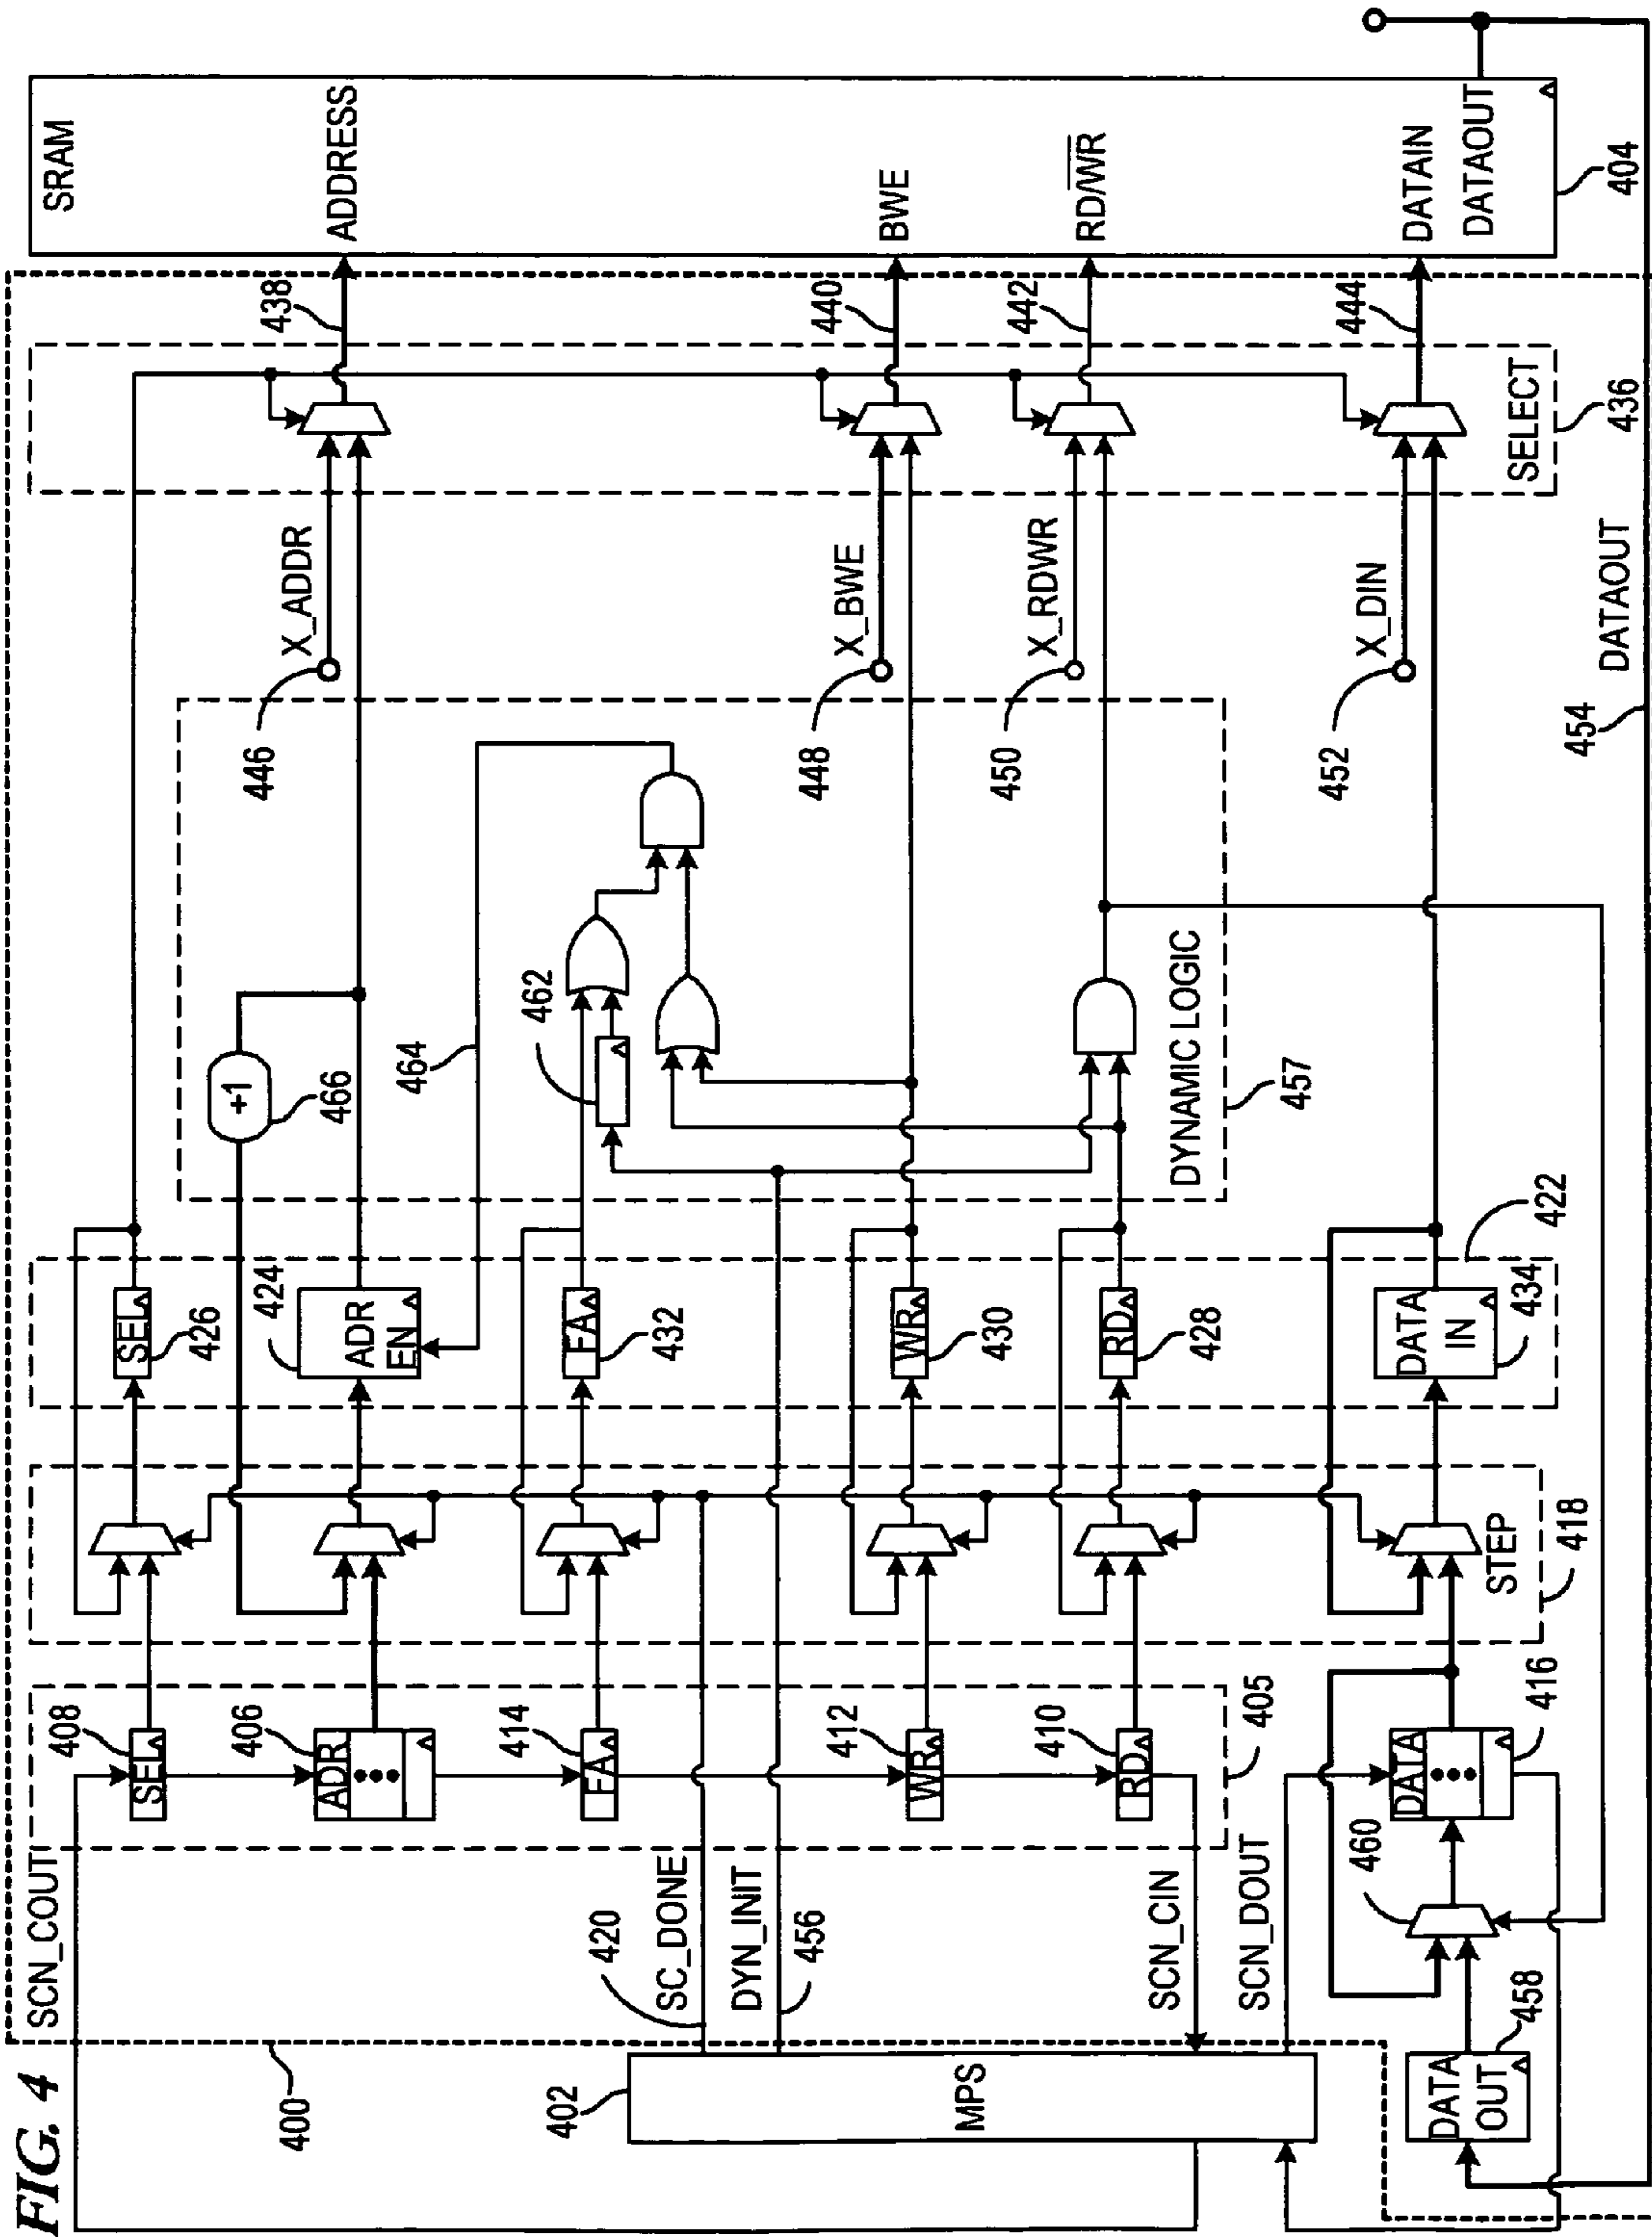 FIG. 4
400
SCN_COUT
408
SEL
406
ADR
414
FA
412
WR
410
RD
405
420
SC_DONE
DYN_INIT
456
SCN_CIN
SCN_DOUT
402
MPS
460
DATA
416
458
DATA
OUT
STEP
418
SEL
426
424
ADR
EN
FA
432
WR
430
RD
428
DATA
IN
434
422
+1
466
464
462
DYNAMIC LOGIC
457
446
X_ADDR
448
X_BWE
450
X_RDWR
452
X_DIN
454
DATAOUT
SELECT
436
438
440
442
444
SRAM
ADDRESS
BWE
RD/WR
DATAIN
DATAOUT
404